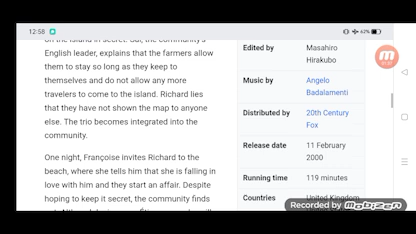 12:58
62%
on the island in secret. Sal, the community's
English leader, explains that the farmers allow
them to stay so long as they keep to
themselves and do not allow any more
travelers to come to the island. Richard lies
that they have not shown the map to anyone
else. The trio becomes integrated into the
community.
One night, Françoise invites Richard to the
beach, where she tells him that she is falling in
love with him and they start an affair. Despite
hoping to keep it secret, the community finds
Edited by
Masahiro
Hirakubo
Music by
Angelo
Badalamenti
Distributed by
20th Century
Fox
Release date
11 February
2000
Running time
119 minutes
Countries
United Kingdom
Recorded by
MOBIZEN